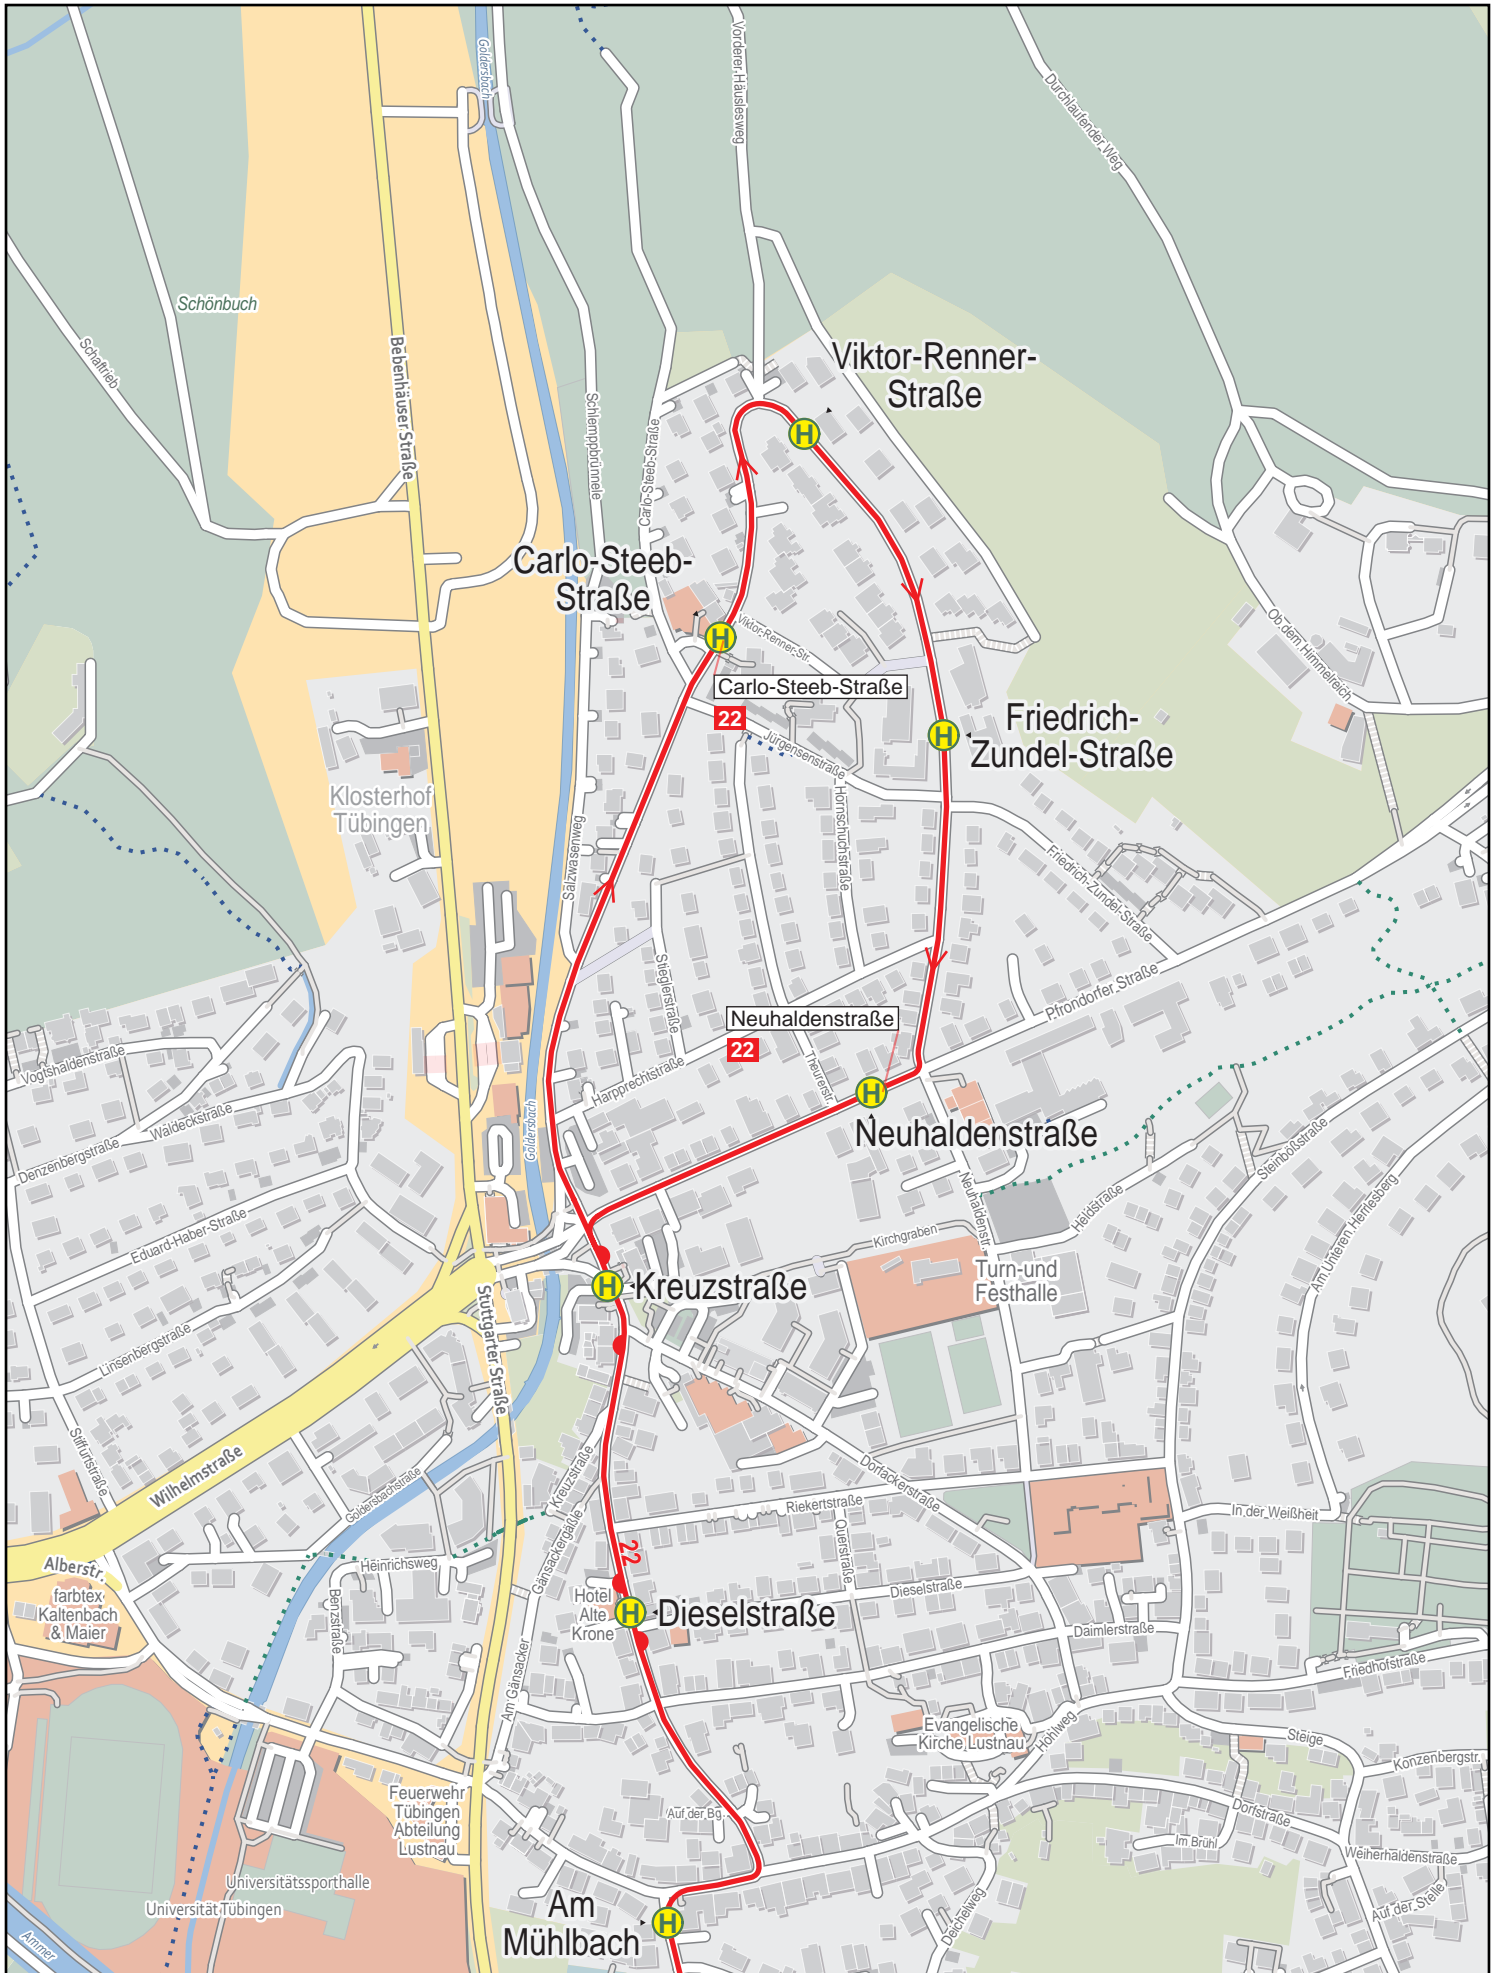 Goldersbach
Vorderer Häuslesweg
Durchlaufender Weg
Schönbuch
Schaftrieb
Bebenhäuser Straße
Schlemppbrünnele
Carlo-Steeb-Straße
Viktor-Renner-
Straße
H
Carlo-Steeb-
Straße
H
Viktor-Renner-Str.
Ob dem Himmelreich
Carlo-Steeb-Straße
22
Friedrich-
Zundel-Straße
H
Jürgensenstraße
Klosterhof
Tübingen
Hornschuchstraße
Salzwasenweg
Friedrich-Zundel-Straße
Stieglerstraße
Pfrondorfer Straße
Neuhaldenstraße
22
Vogtshaldenstraße
Harpprechtstraße
Theurerstr.
H
Waldeckstraße
Goldersbach
Neuhaldenstraße
Denzenbergstraße
Steinboßstraße
Neuhaldenstr.
Heidstraße
Eduard-Haber-Straße
Kirchgraben
Am Unteren Herrlesberg
Turn-und
Festhalle
H
Kreuzstraße
Stuttgarter Straße
Linsenbergstraße
Stiffurtstraße
Wilhelmstraße
Goldersbachstraße
Kreuzstraße
Dorfackerstraße
Riekertstraße
In der Weißheit
Querstraße
22
Gänsackergäßle
Heinrichsweg
Alberstr.
farbtex
Kaltenbach
& Maier
Benzstraße
Hotel
Alte
Krone
H
Dieselstraße
Dieselstraße
Daimlerstraße
Friedhofstraße
Am Gänsacker
Evangelische
Kirche Lustnau
Hohlweg
Steige
Konzenbergstr.
Feuerwehr
Tübingen
Abteilung
Lustnau
Auf der Bg.
Dorfstraße
Im Brühl
Weiherhaldenstraße
Universitätssporthalle
Universität Tübingen
Auf der Stelle
Deichelweg
Am
Mühlbach
H
Ammer